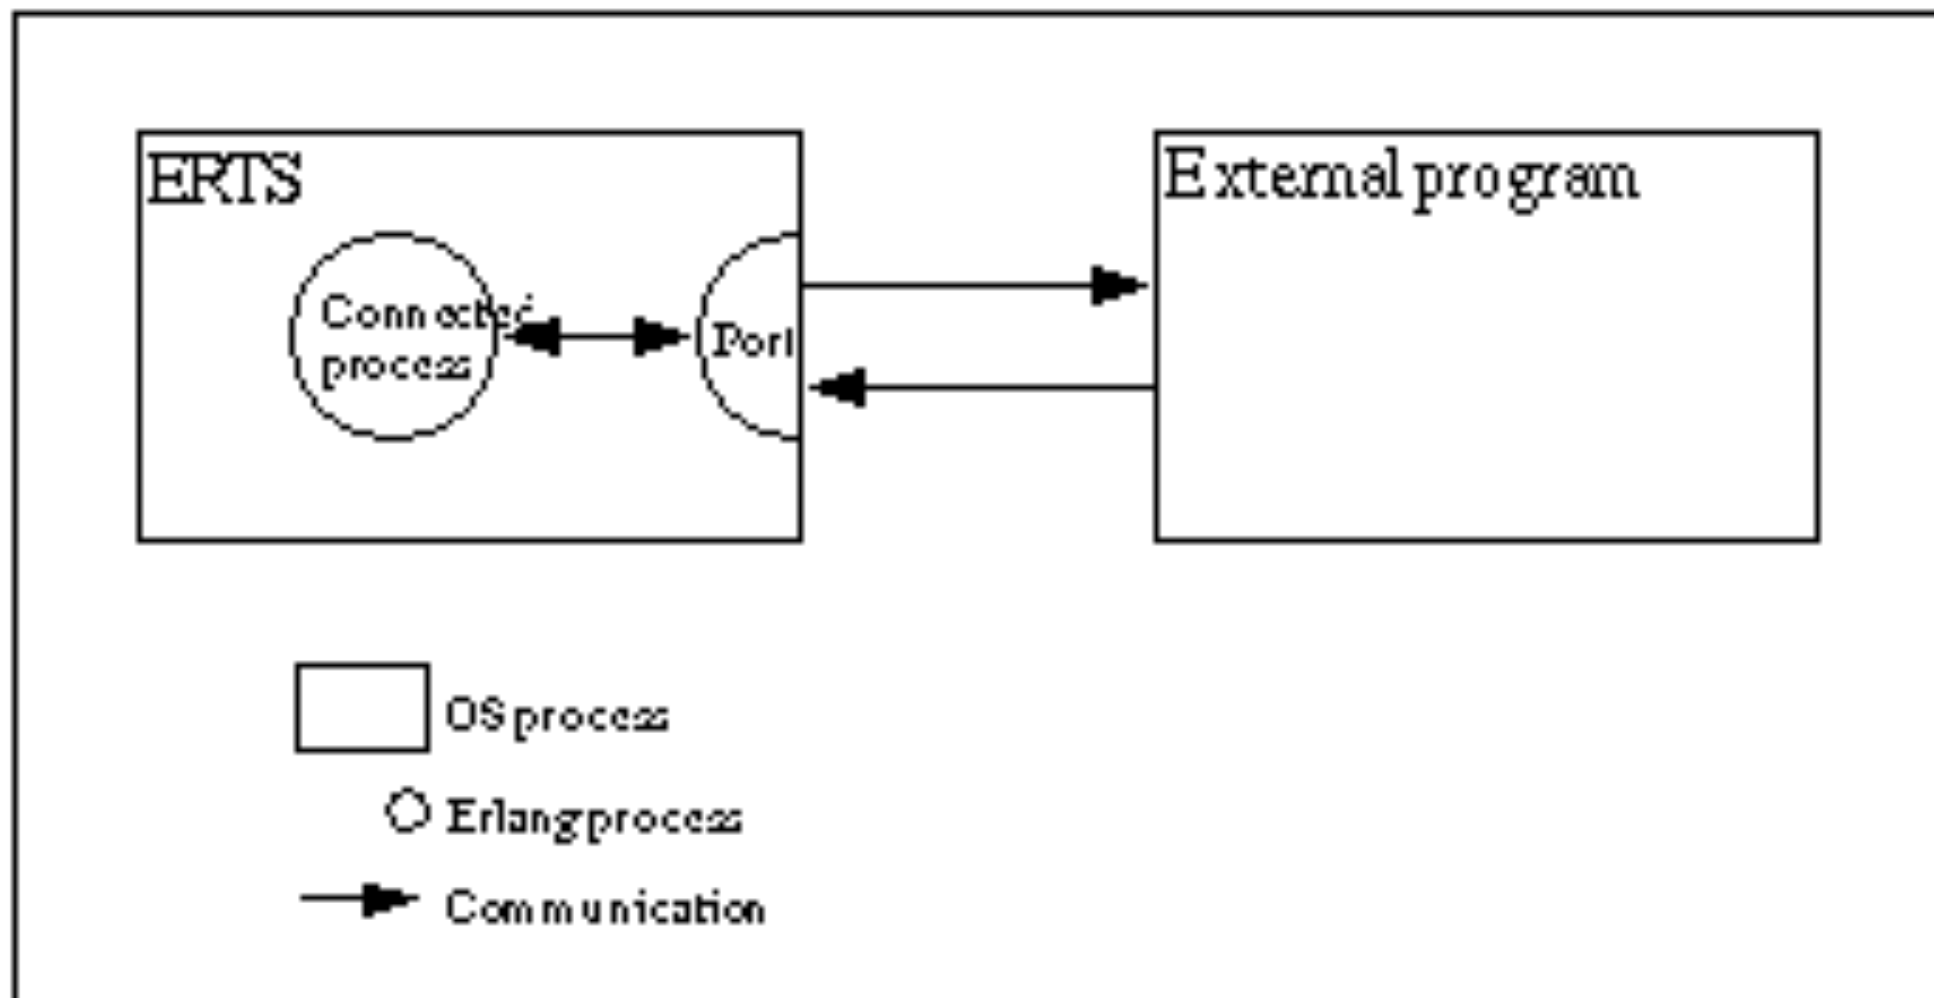 ERTS
External program
Connected
process
Port
OS process
Erlang process
Communication